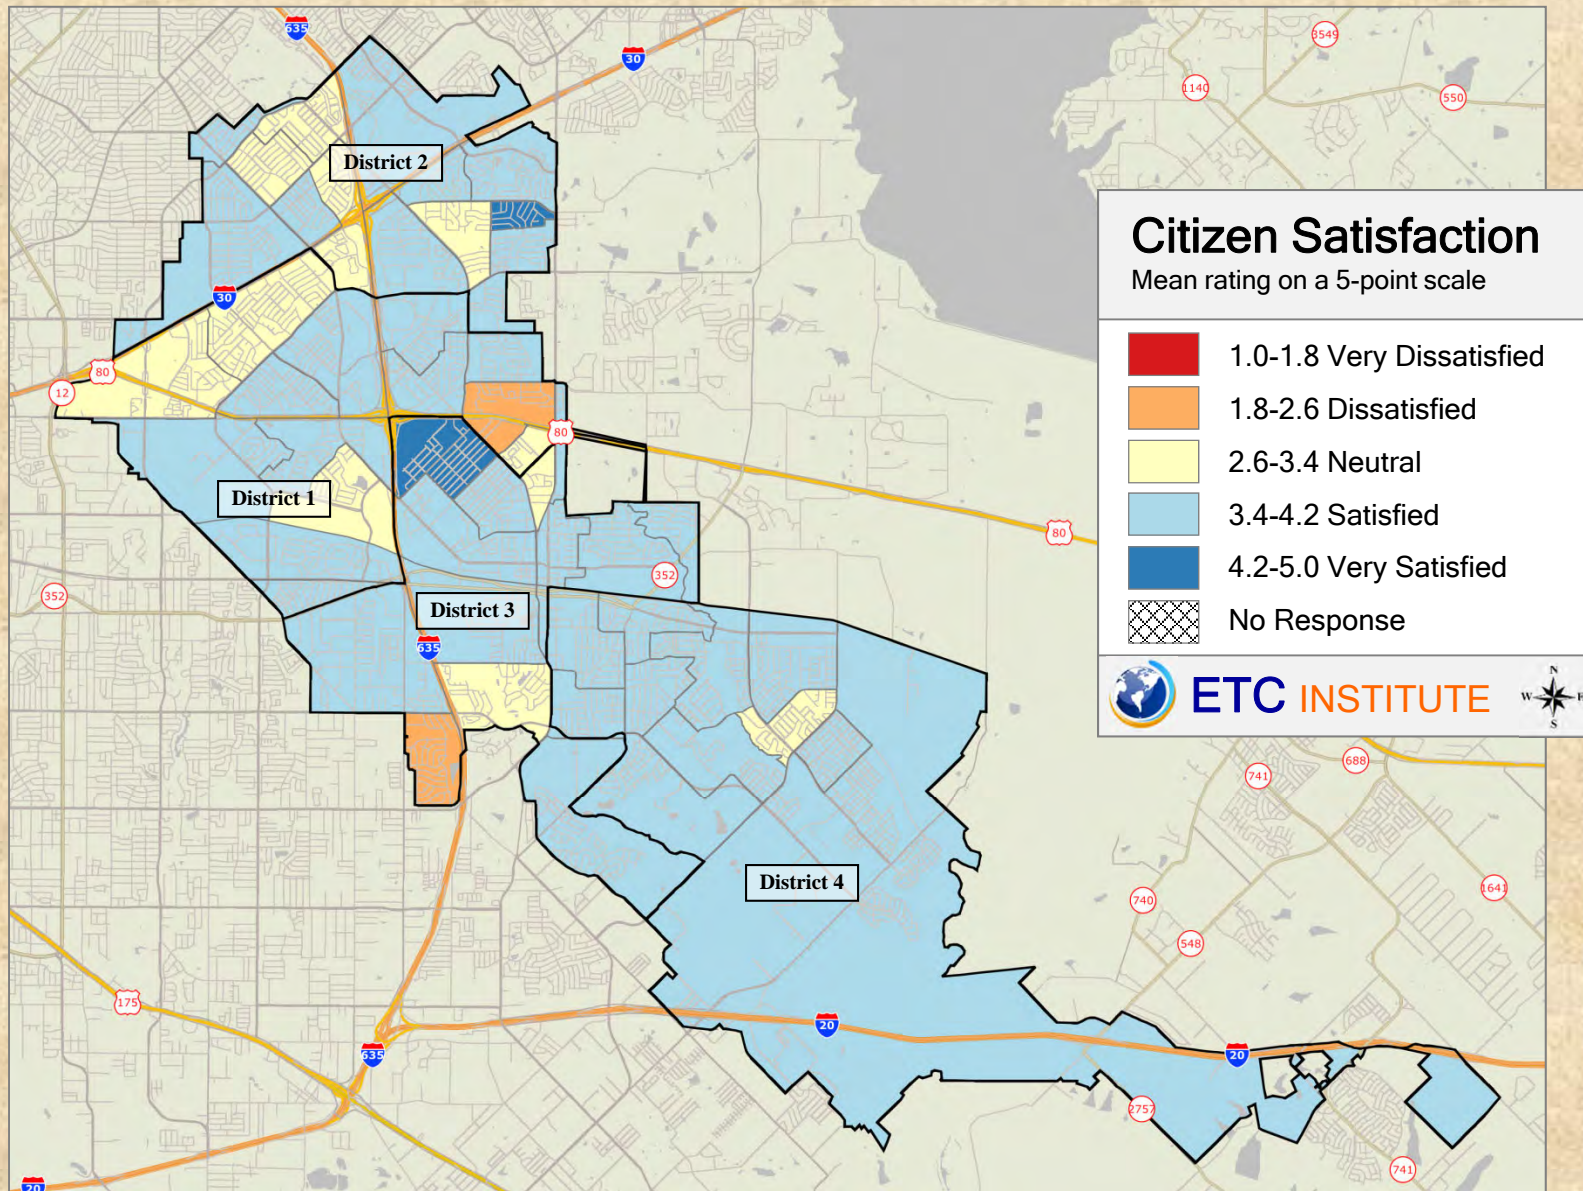 635
30
3549
1140
550
District 2
Citizen Satisfaction
Mean rating on a 5-point scale
30
1.0-1.8 Very Dissatisfied
80
12
1.8-2.6 Dissatisfied
80
2.6-3.4 Neutral
District 1
3.4-4.2 Satisfied
80
4.2-5.0 Very Satisfied
352
352
District 3
No Response
635
ETC INSTITUTE
N
W E
S
688
741
District 4
740
1641
548
175
20
635
20
2757
741
20